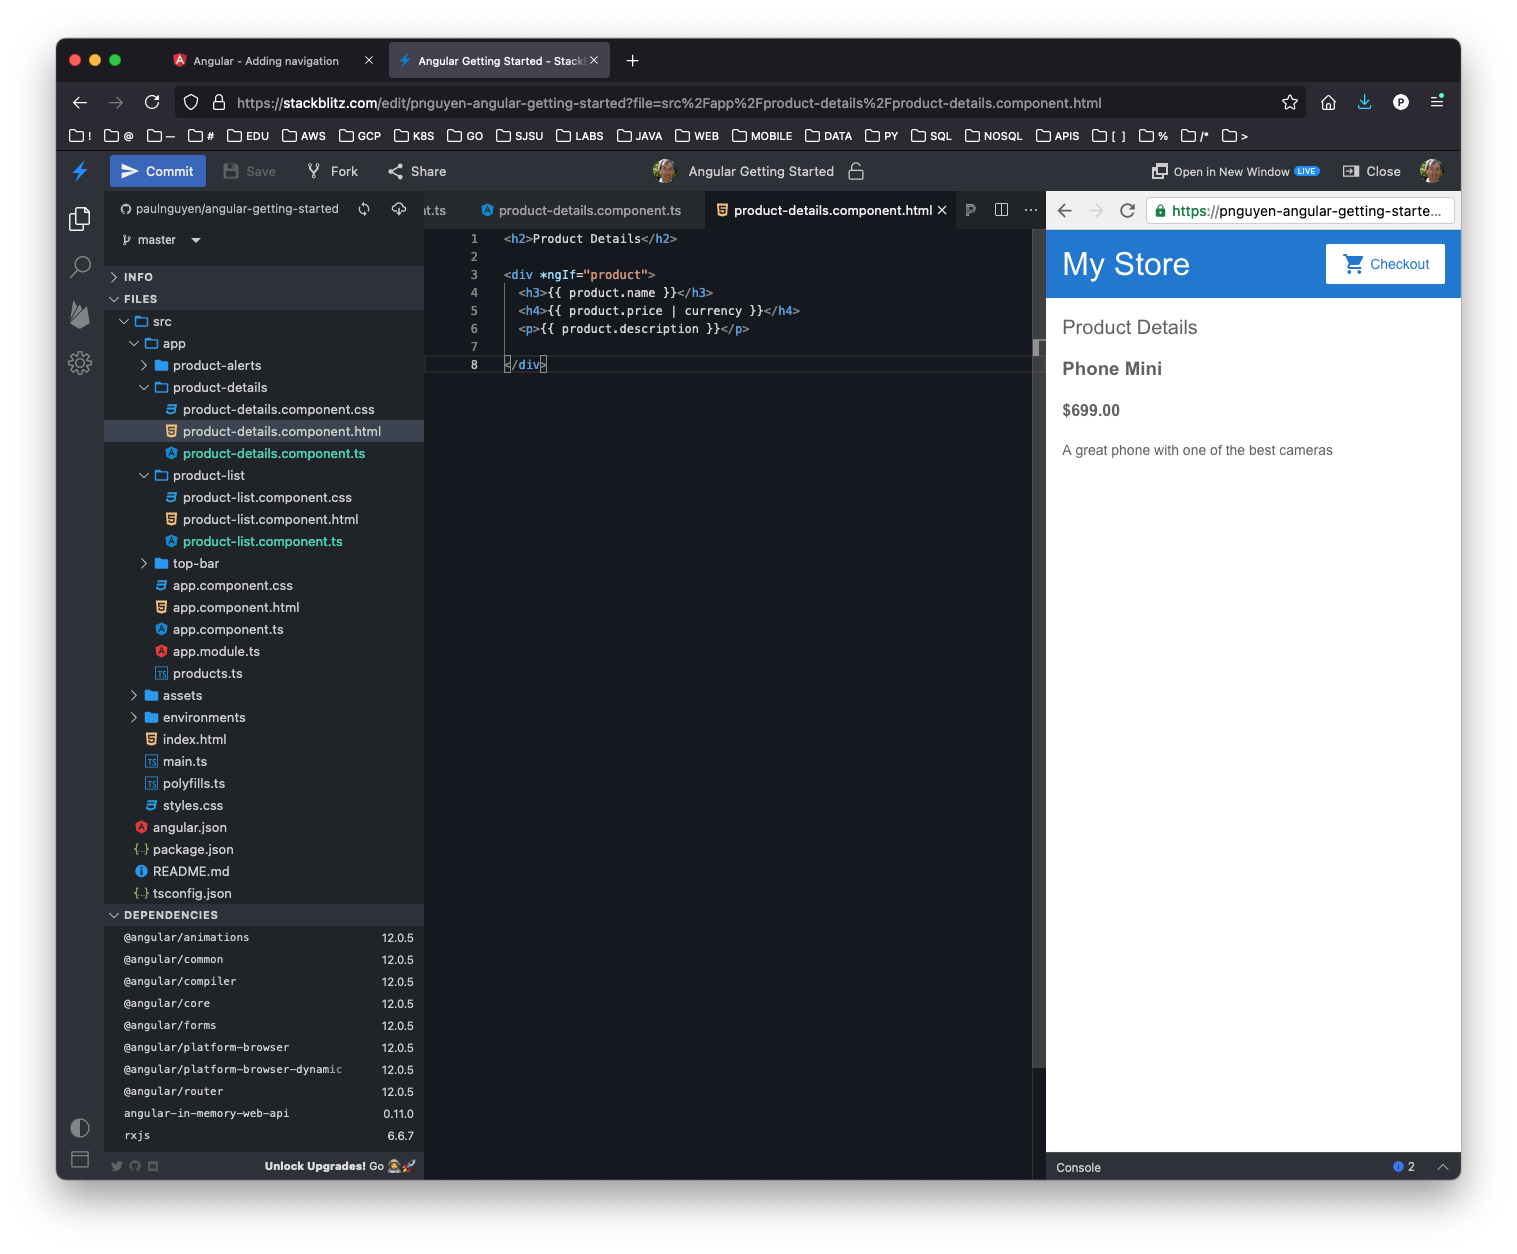 Angular - Adding navigation
Angular Getting Started - Stack
https://stackblitz.com/edit/pnguyen-angular-getting-started?file=src%2Fapp%2Fproduct-details%2Fproduct-details.component.html
P
! @ — # EDU AWS GCP K8S GO SJSU LABS JAVA WEB MOBILE DATA PY SQL NOSQL APIS [ ] % /* >
Commit Save Fork Share Angular Getting Started Open in New Window LIVE Close
paulnguyen/angular-getting-started
master
INFO
FILES
src
app
product-alerts
product-details
product-details.component.css
product-details.component.html
product-details.component.ts
product-list
product-list.component.css
product-list.component.html
product-list.component.ts
top-bar
app.component.css
app.component.html
app.component.ts
app.module.ts
products.ts
assets
environments
index.html
main.ts
polyfills.ts
styles.css
angular.json
package.json
README.md
tsconfig.json
DEPENDENCIES
@angular/animations 12.0.5
@angular/common 12.0.5
@angular/compiler 12.0.5
@angular/core 12.0.5
@angular/forms 12.0.5
@angular/platform-browser 12.0.5
@angular/platform-browser-dynamic 12.0.5
@angular/router 12.0.5
angular-in-memory-web-api 0.11.0
rxjs 6.6.7
Unlock Upgrades! Go
nt.ts product-details.component.ts product-details.component.html
1 <h2>Product Details</h2>
2
3 <div *ngIf="product">
4 <h3>{{ product.name }}</h3>
5 <h4>{{ product.price | currency }}</h4>
6 <p>{{ product.description }}</p>
7
8 </div>
https://pnguyen-angular-getting-starte...
My Store
Checkout
Product Details
Phone Mini
$699.00
A great phone with one of the best cameras
Console 2